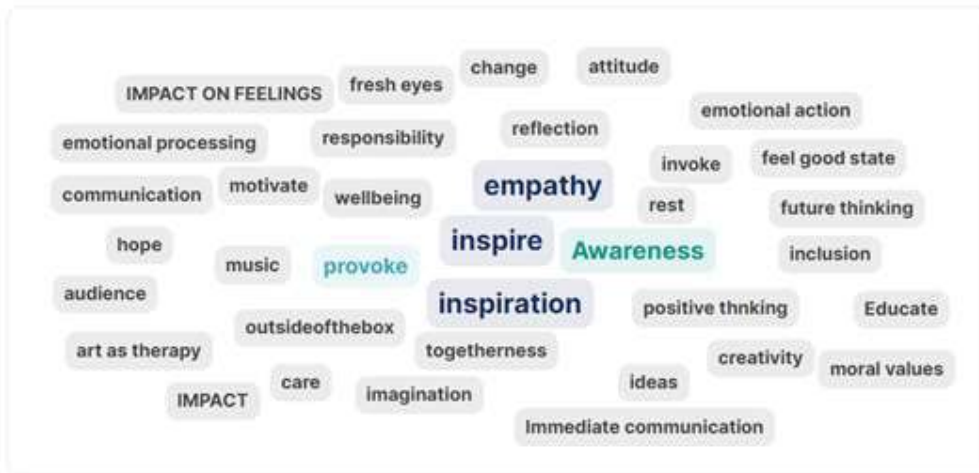 change
attitude
fresh eyes
IMPACT ON FEELINGS
emotional action
reflection
responsibility
emotional processing
feel good state
invoke
empathy
motivate
communication
wellbeing
rest
future thinking
inspire
hope
Awareness
inclusion
music
provoke
audience
inspiration
positive thnking
Educate
outsideofthebox
art as therapy
togetherness
creativity
moral values
care
ideas
imagination
IMPACT
Immediate communication